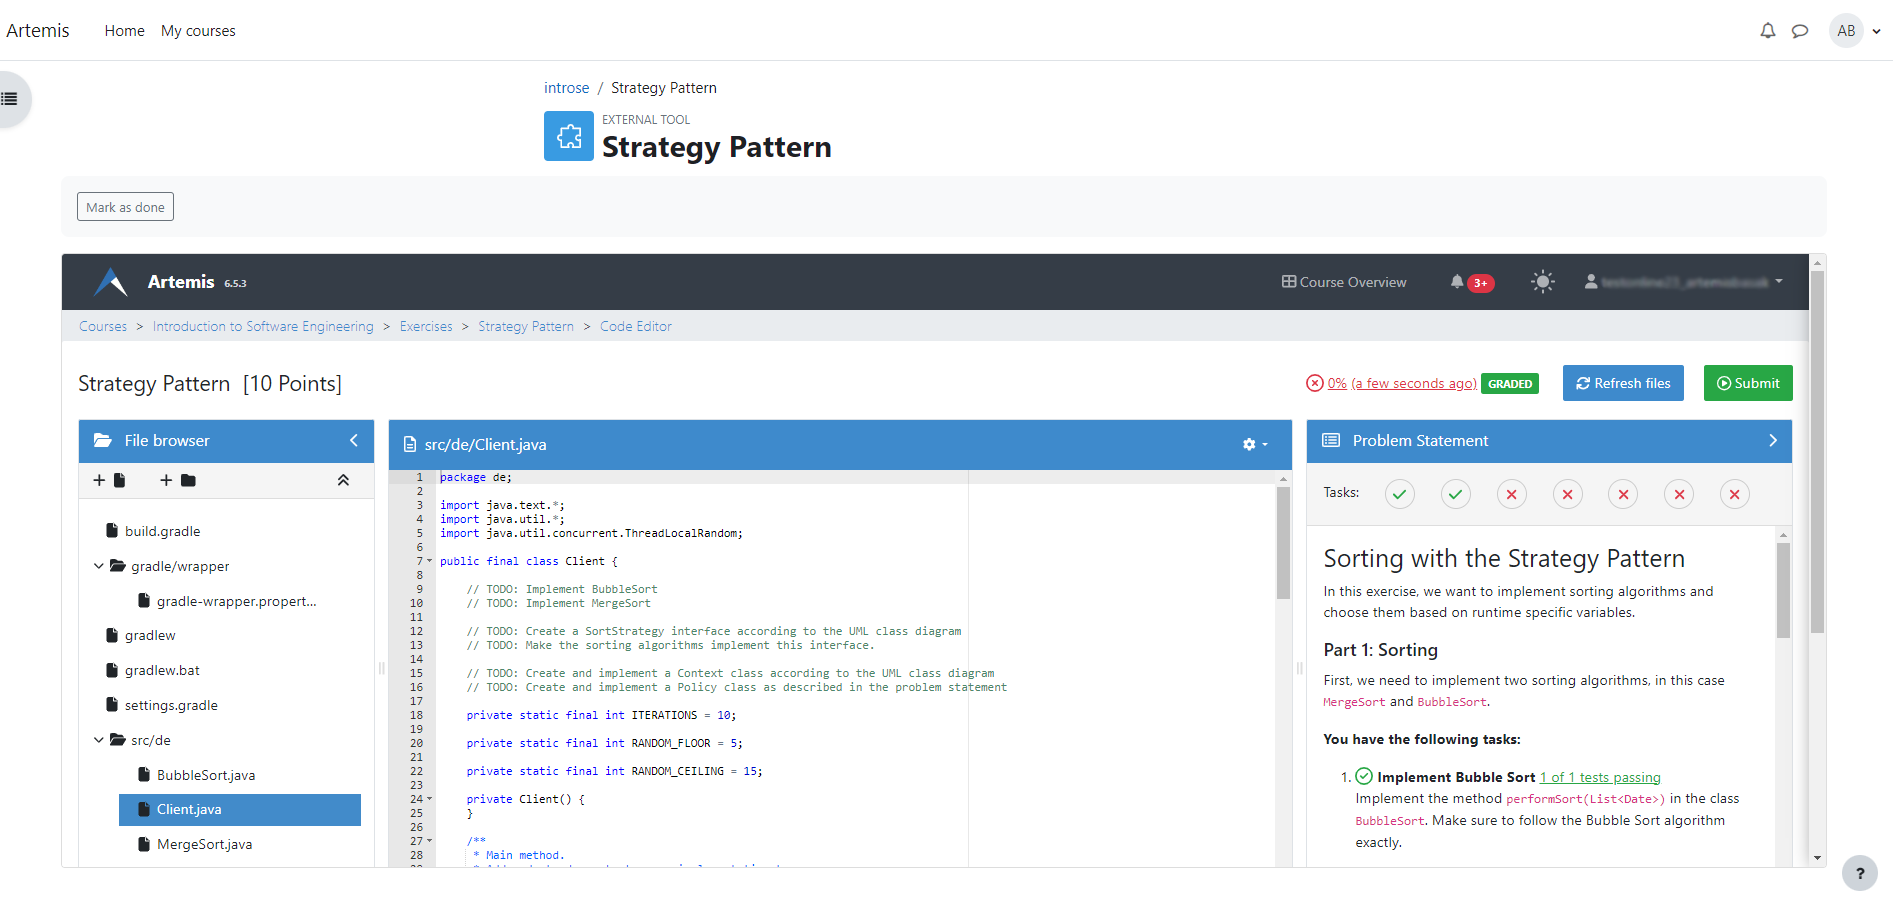 Artemis Home My courses AB
introse / Strategy Pattern
EXTERNAL TOOL
Strategy Pattern
Mark as done
Artemis 6.5.3 Course Overview 3+
Courses > Introduction to Software Engineering > Exercises > Strategy Pattern > Code Editor
Strategy Pattern [10 Points] 0% (a few seconds ago) GRADED Refresh files Submit
File browser
build.gradle
gradle/wrapper
gradle-wrapper.propert...
gradlew
gradlew.bat
settings.gradle
src/de
BubbleSort.java
Client.java
MergeSort.java
src/de/Client.java
1 package de;
2
3 import java.text.*;
4 import java.util.*;
5 import java.util.concurrent.ThreadLocalRandom;
6
7 public final class Client {
8
9 // TODO: Implement BubbleSort
10 // TODO: Implement MergeSort
11
12 // TODO: Create a SortStrategy interface according to the UML class diagram
13 // TODO: Make the sorting algorithms implement this interface.
14
15 // TODO: Create and implement a Context class according to the UML class diagram
16 // TODO: Create and implement a Policy class as described in the problem statement
17
18 private static final int ITERATIONS = 10;
19
20 private static final int RANDOM_FLOOR = 5;
21
22 private static final int RANDOM_CEILING = 15;
23
24 private Client() {
25 }
26
27 /**
28 * Main method.
Problem Statement
Tasks:
Sorting with the Strategy Pattern
In this exercise, we want to implement sorting algorithms and
choose them based on runtime specific variables.
Part 1: Sorting
First, we need to implement two sorting algorithms, in this case
MergeSort and BubbleSort.
You have the following tasks:
1. Implement Bubble Sort 1 of 1 tests passing
Implement the method performSort(List<Date>) in the class
BubbleSort. Make sure to follow the Bubble Sort algorithm
exactly.
?